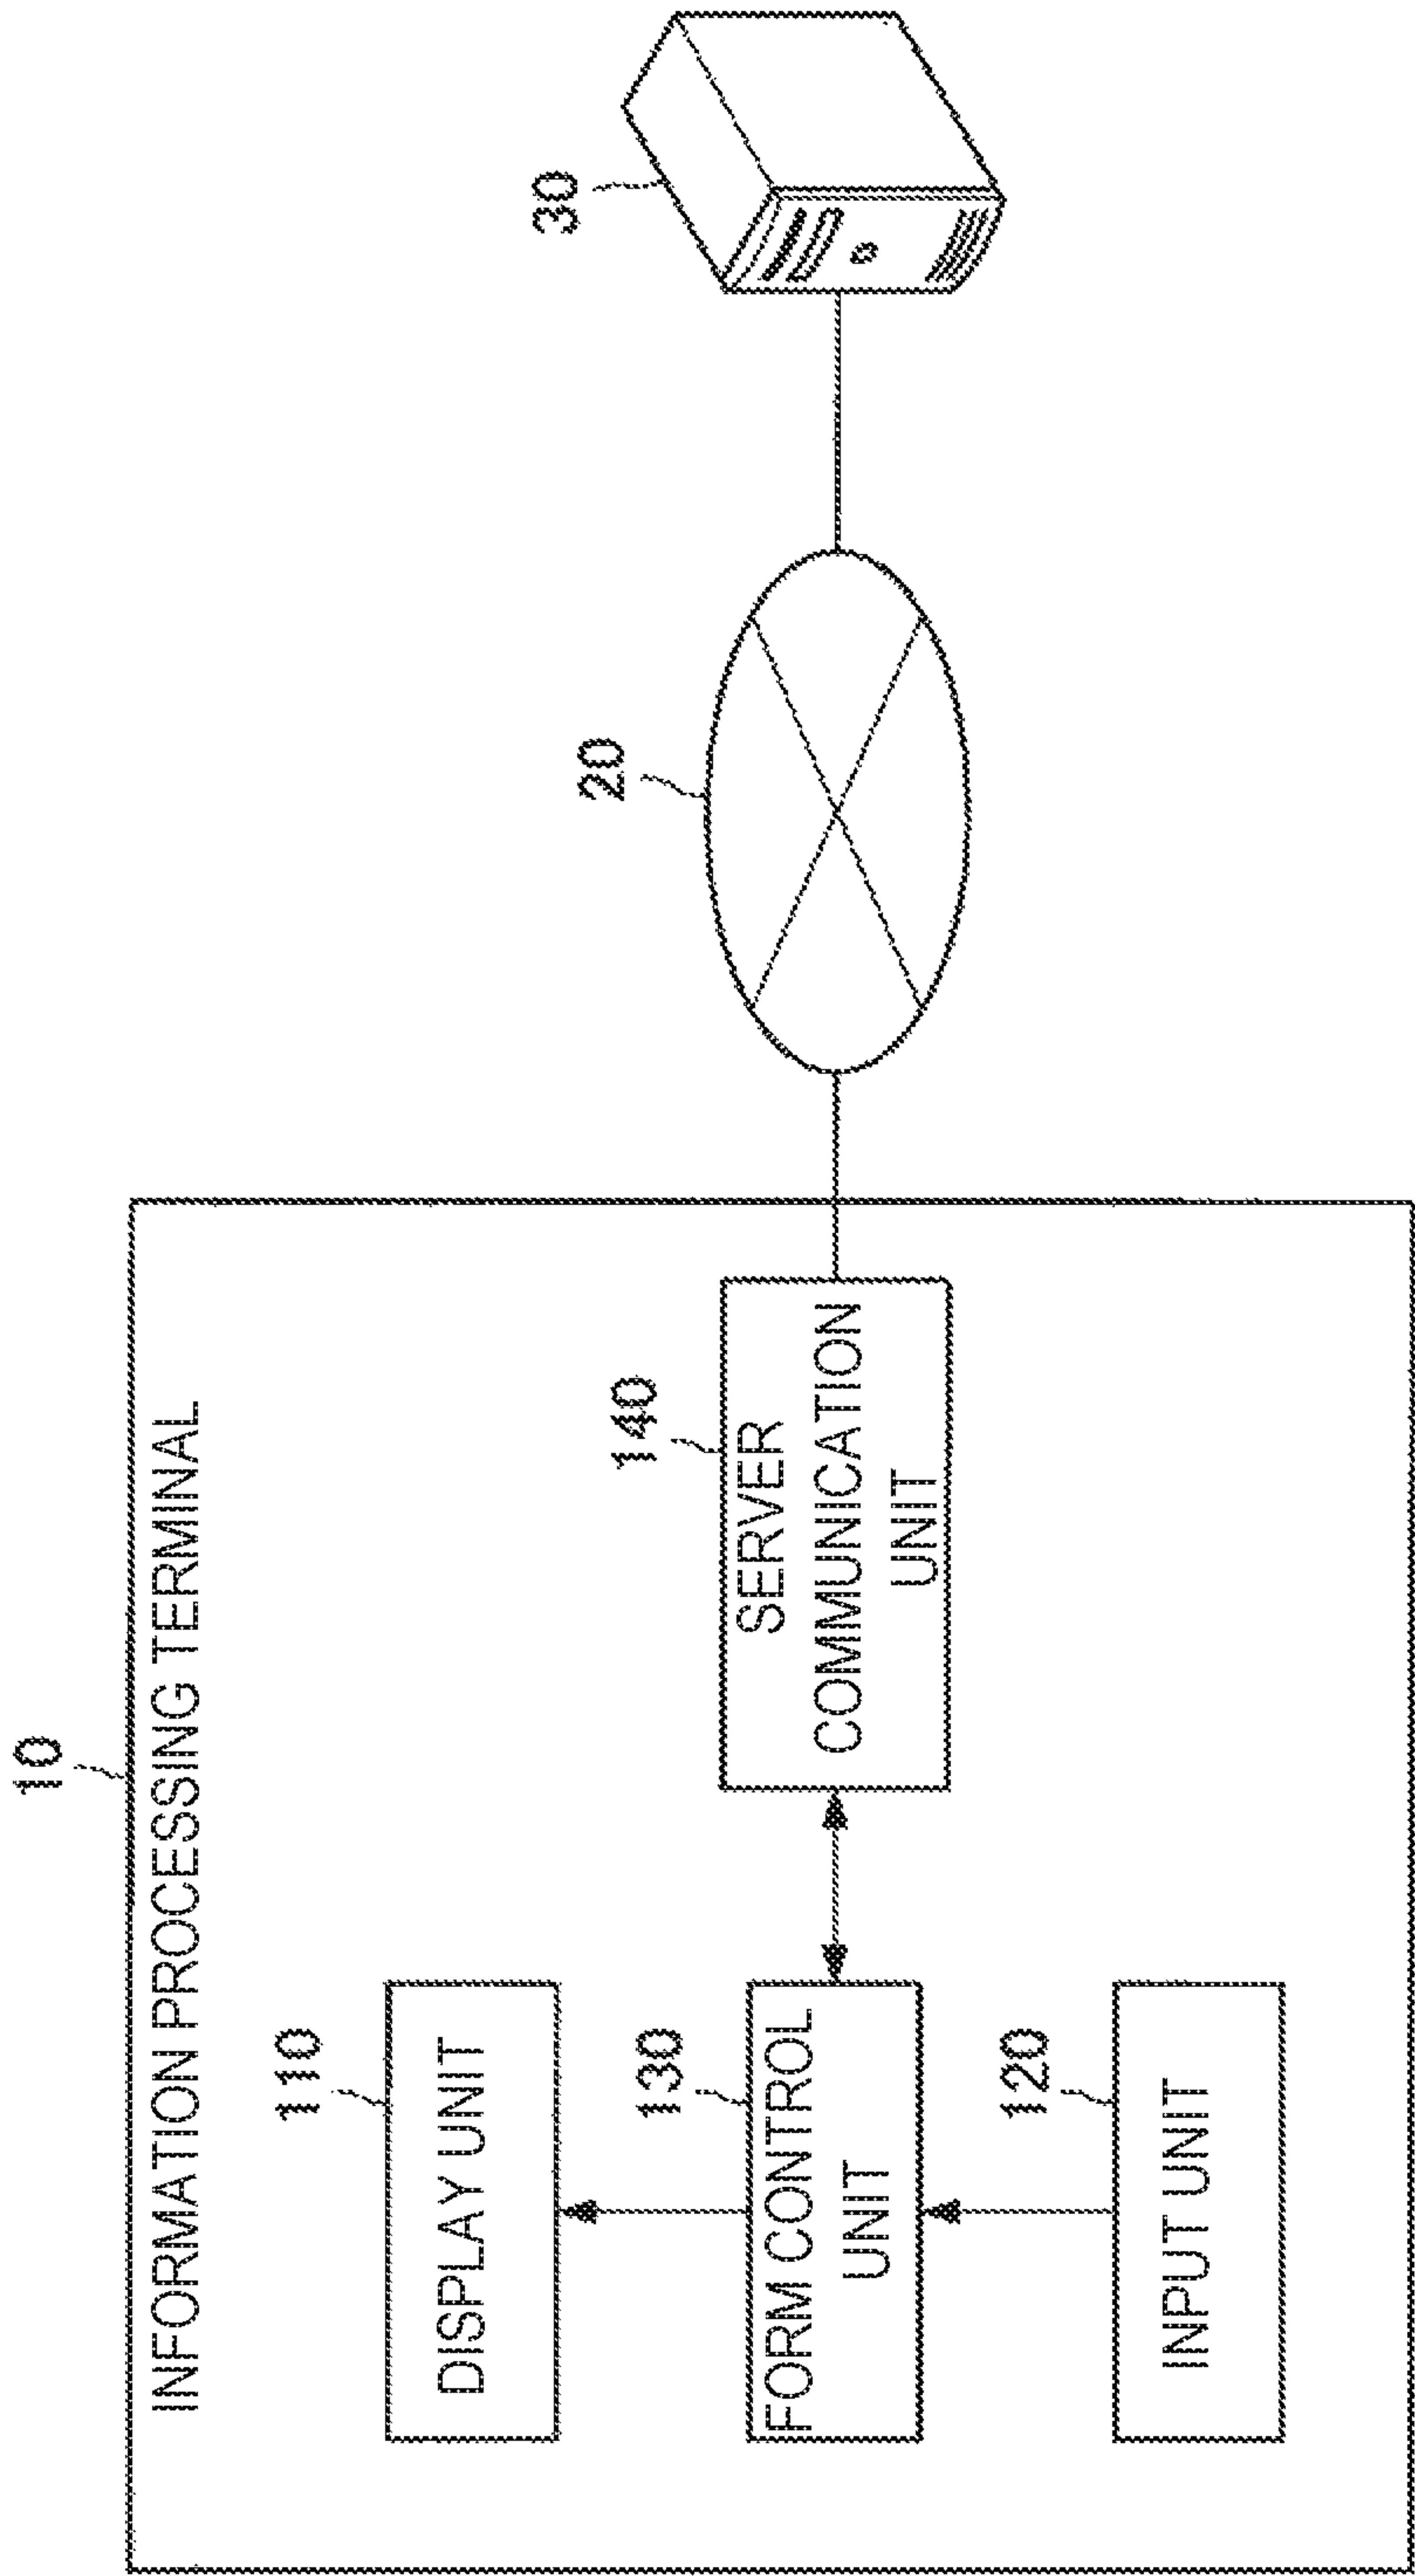 10
INFORMATION PROCESSING TERMINAL
110
DISPLAY UNIT
130
FORM CONTROL
UNIT
120
INPUT UNIT
140
SERVER
COMMUNICATION
UNIT
20
30